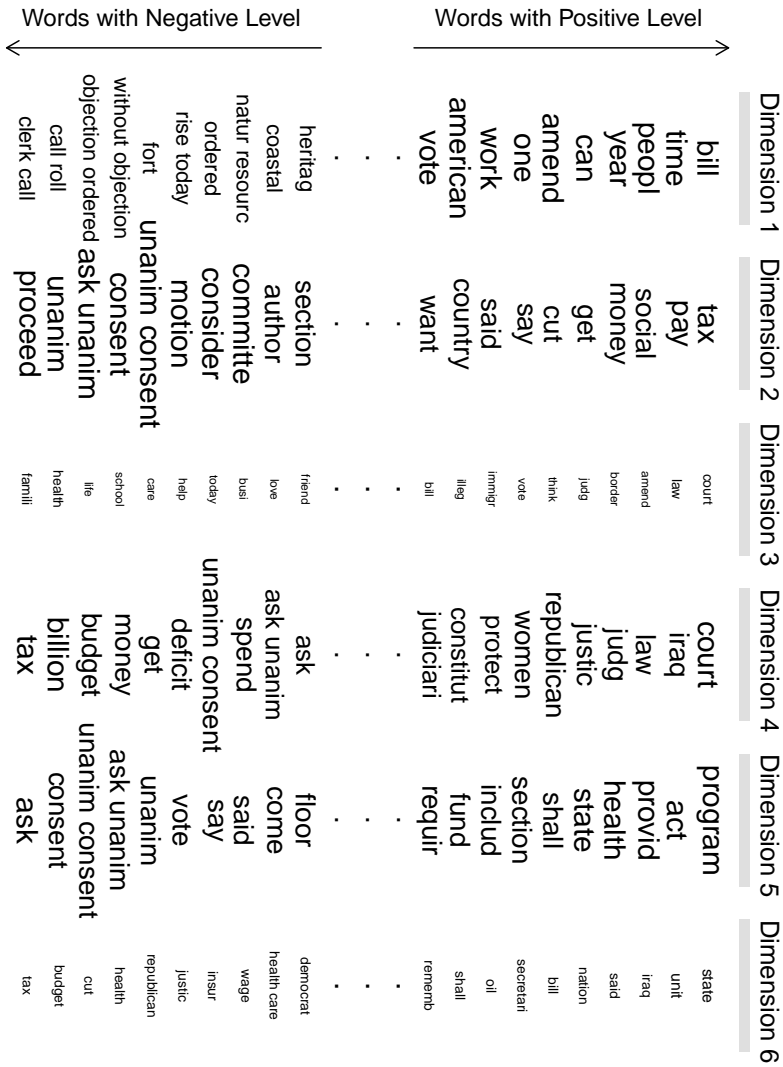 Words with Negative Level
Words with Positive Level
Dimension 1
bill
time
peopl
year
can
amend
one
work
american
vote
.
.
.
heritag
coastal
natur resourc
ordered
rise today
fort
without objection
objection ordered
call roll
clerk call
Dimension 2
tax
pay
social
money
get
cut
say
said
country
want
.
.
.
section
author
committe
consider
motion
unanim consent
consent
ask unanim
unanim
proceed
Dimension 3
court
law
amend
border
judg
think
vote
immigr
illeg
bill
.
.
.
friend
love
busi
today
help
care
school
life
health
famili
Dimension 4
court
iraq
law
judg
justic
republican
women
protect
constitut
judiciari
.
.
.
ask
ask unanim
spend
unanim consent
deficit
get
money
budget
billion
tax
Dimension 5
program
act
provid
health
state
shall
section
includ
fund
requir
.
.
.
floor
come
said
say
vote
unanim
ask unanim
unanim consent
consent
ask
Dimension 6
state
unit
iraq
said
nation
bill
secretari
oil
shall
rememb
.
.
.
democrat
health care
wage
insur
justic
republican
health
cut
budget
tax